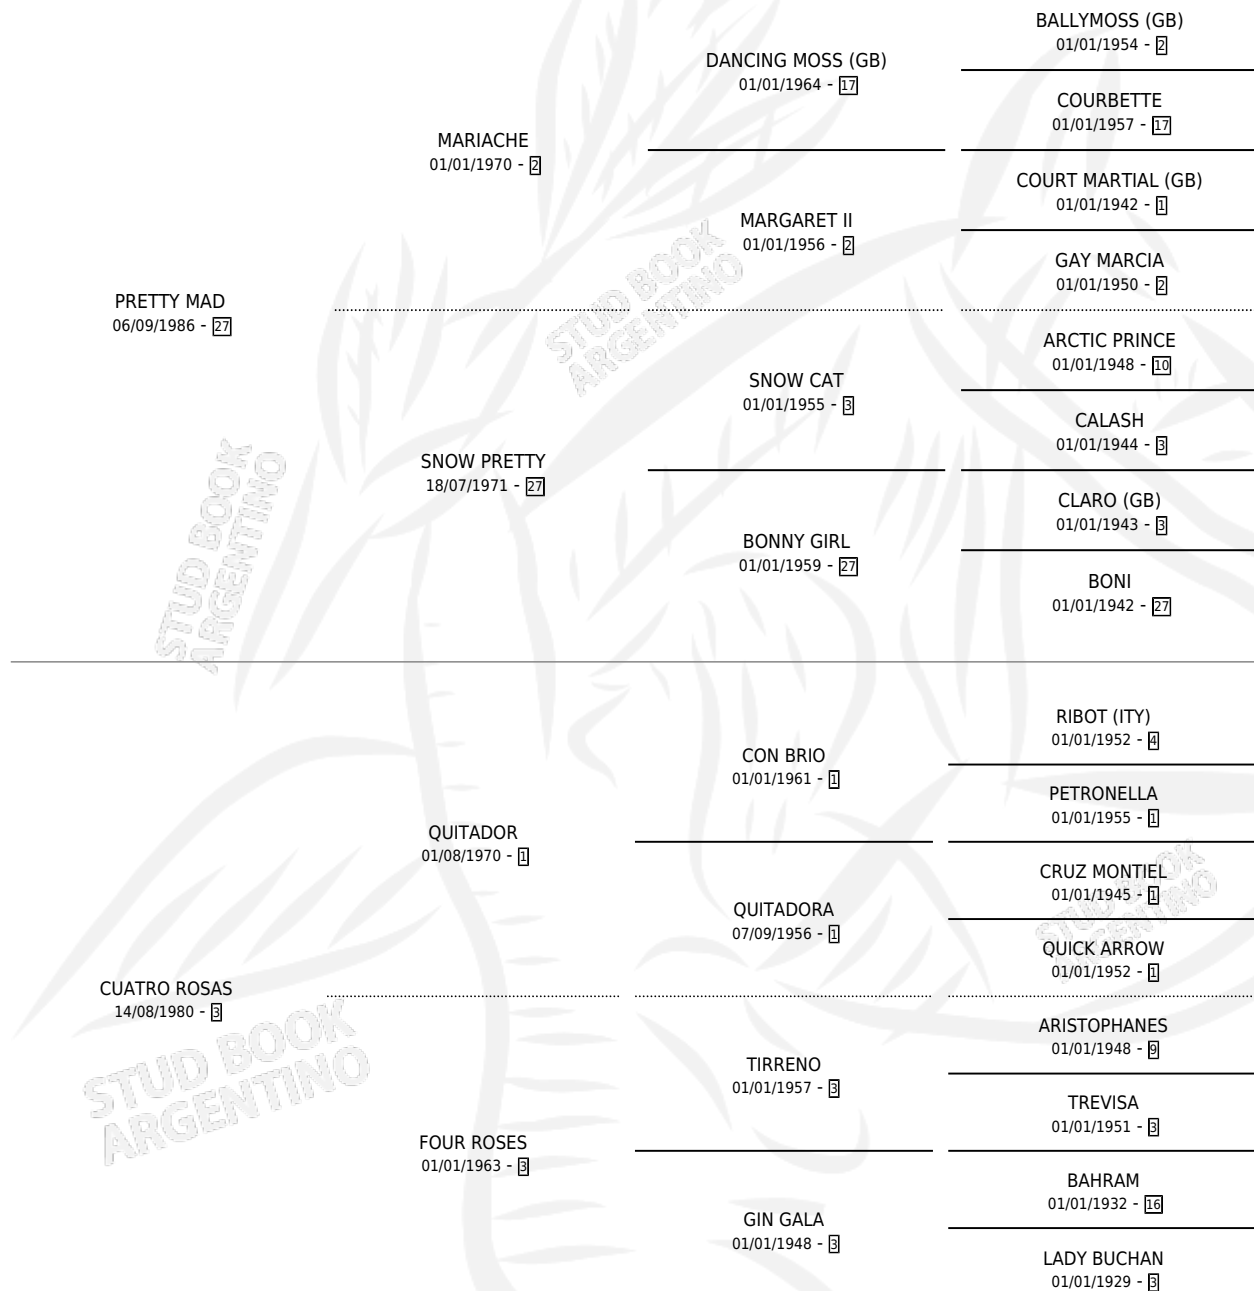 BALLYMOSS (GB)
01/01/1954 - 2
DANCING MOSS (GB)
01/01/1964 - 17
COURBETTE
01/01/1957 - 17
MARIACHE
01/01/1970 - 2
COURT MARTIAL (GB)
01/01/1942 - 1
MARGARET II
01/01/1956 - 2
GAY MARCIA
01/01/1950 - 2
PRETTY MAD
06/09/1986 - 27
STUD BOOK
ARGENTINO
ARCTIC PRINCE
01/01/1948 - 10
SNOW CAT
01/01/1955 - 3
CALASH
01/01/1944 - 3
SNOW PRETTY
18/07/1971 - 27
CLARO (GB)
01/01/1943 - 3
BONNY GIRL
01/01/1959 - 27
BONI
01/01/1942 - 27
STUD BOOK
ARGENTINO
RIBOT (ITY)
01/01/1952 - 4
CON BRIO
01/01/1961 - 1
PETRONELLA
01/01/1955 - 1
QUITADOR
01/08/1970 - 1
CRUZ MONTIEL
01/01/1945 - 1
QUITADORA
07/09/1956 - 1
STUD BOOK
ARGENTINO
QUICK ARROW
01/01/1952 - 1
CUATRO ROSAS
14/08/1980 - 3
STUD BOOK
ARGENTINO
ARISTOPHANES
01/01/1948 - 9
TIRRENO
01/01/1957 - 3
TREVISA
01/01/1951 - 3
FOUR ROSES
01/01/1963 - 3
BAHRAM
01/01/1932 - 16
GIN GALA
01/01/1948 - 3
LADY BUCHAN
01/01/1929 - 3